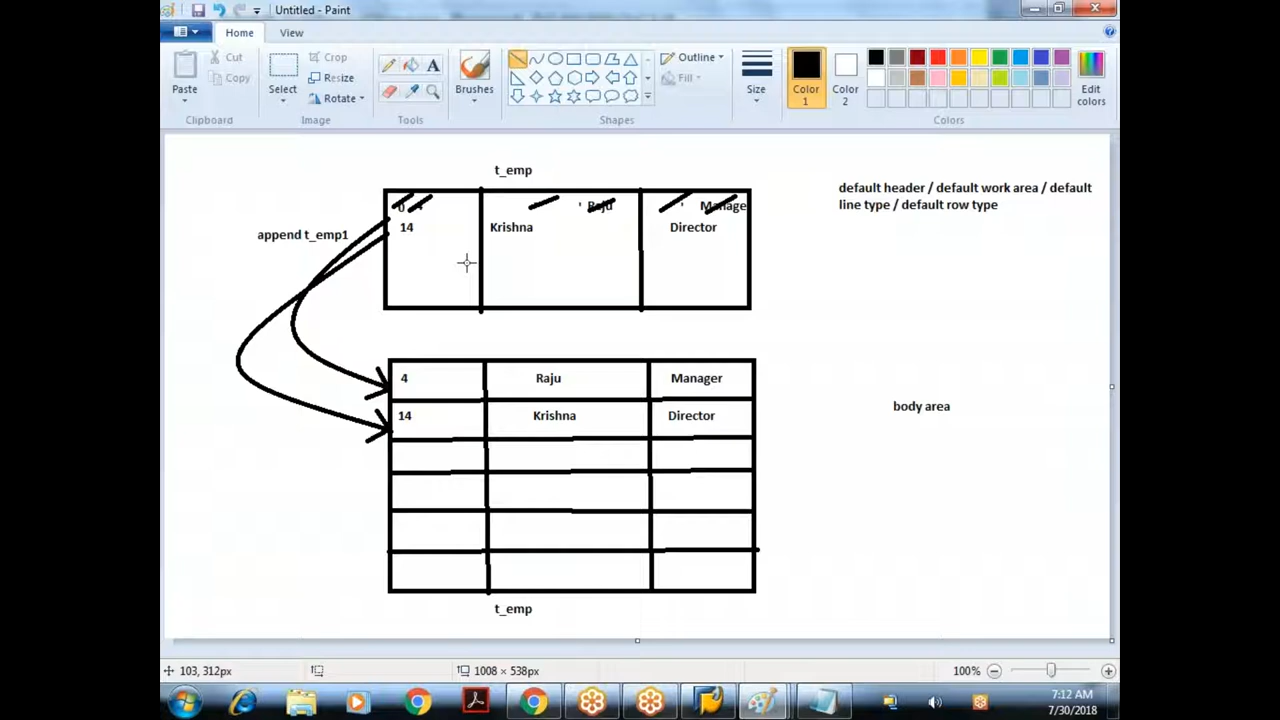 Untitled - Paint
Home
View
Paste
Cut
Copy
Clipboard
Select
Crop
Resize
Rotate
Image
A
Tools
Brushes
Shapes
Outline
Fill
Size
Color 1
Color 2
Edit colors
Colors
t_emp
default header / default work area / default
line type / default row type
0 ' Raju ' Manager
append t_emp1
14 Krishna Director
4 Raju Manager
14 Krishna Director
body area
t_emp
103, 312px
1008 × 538px
100%
7:12 AM
7/30/2018